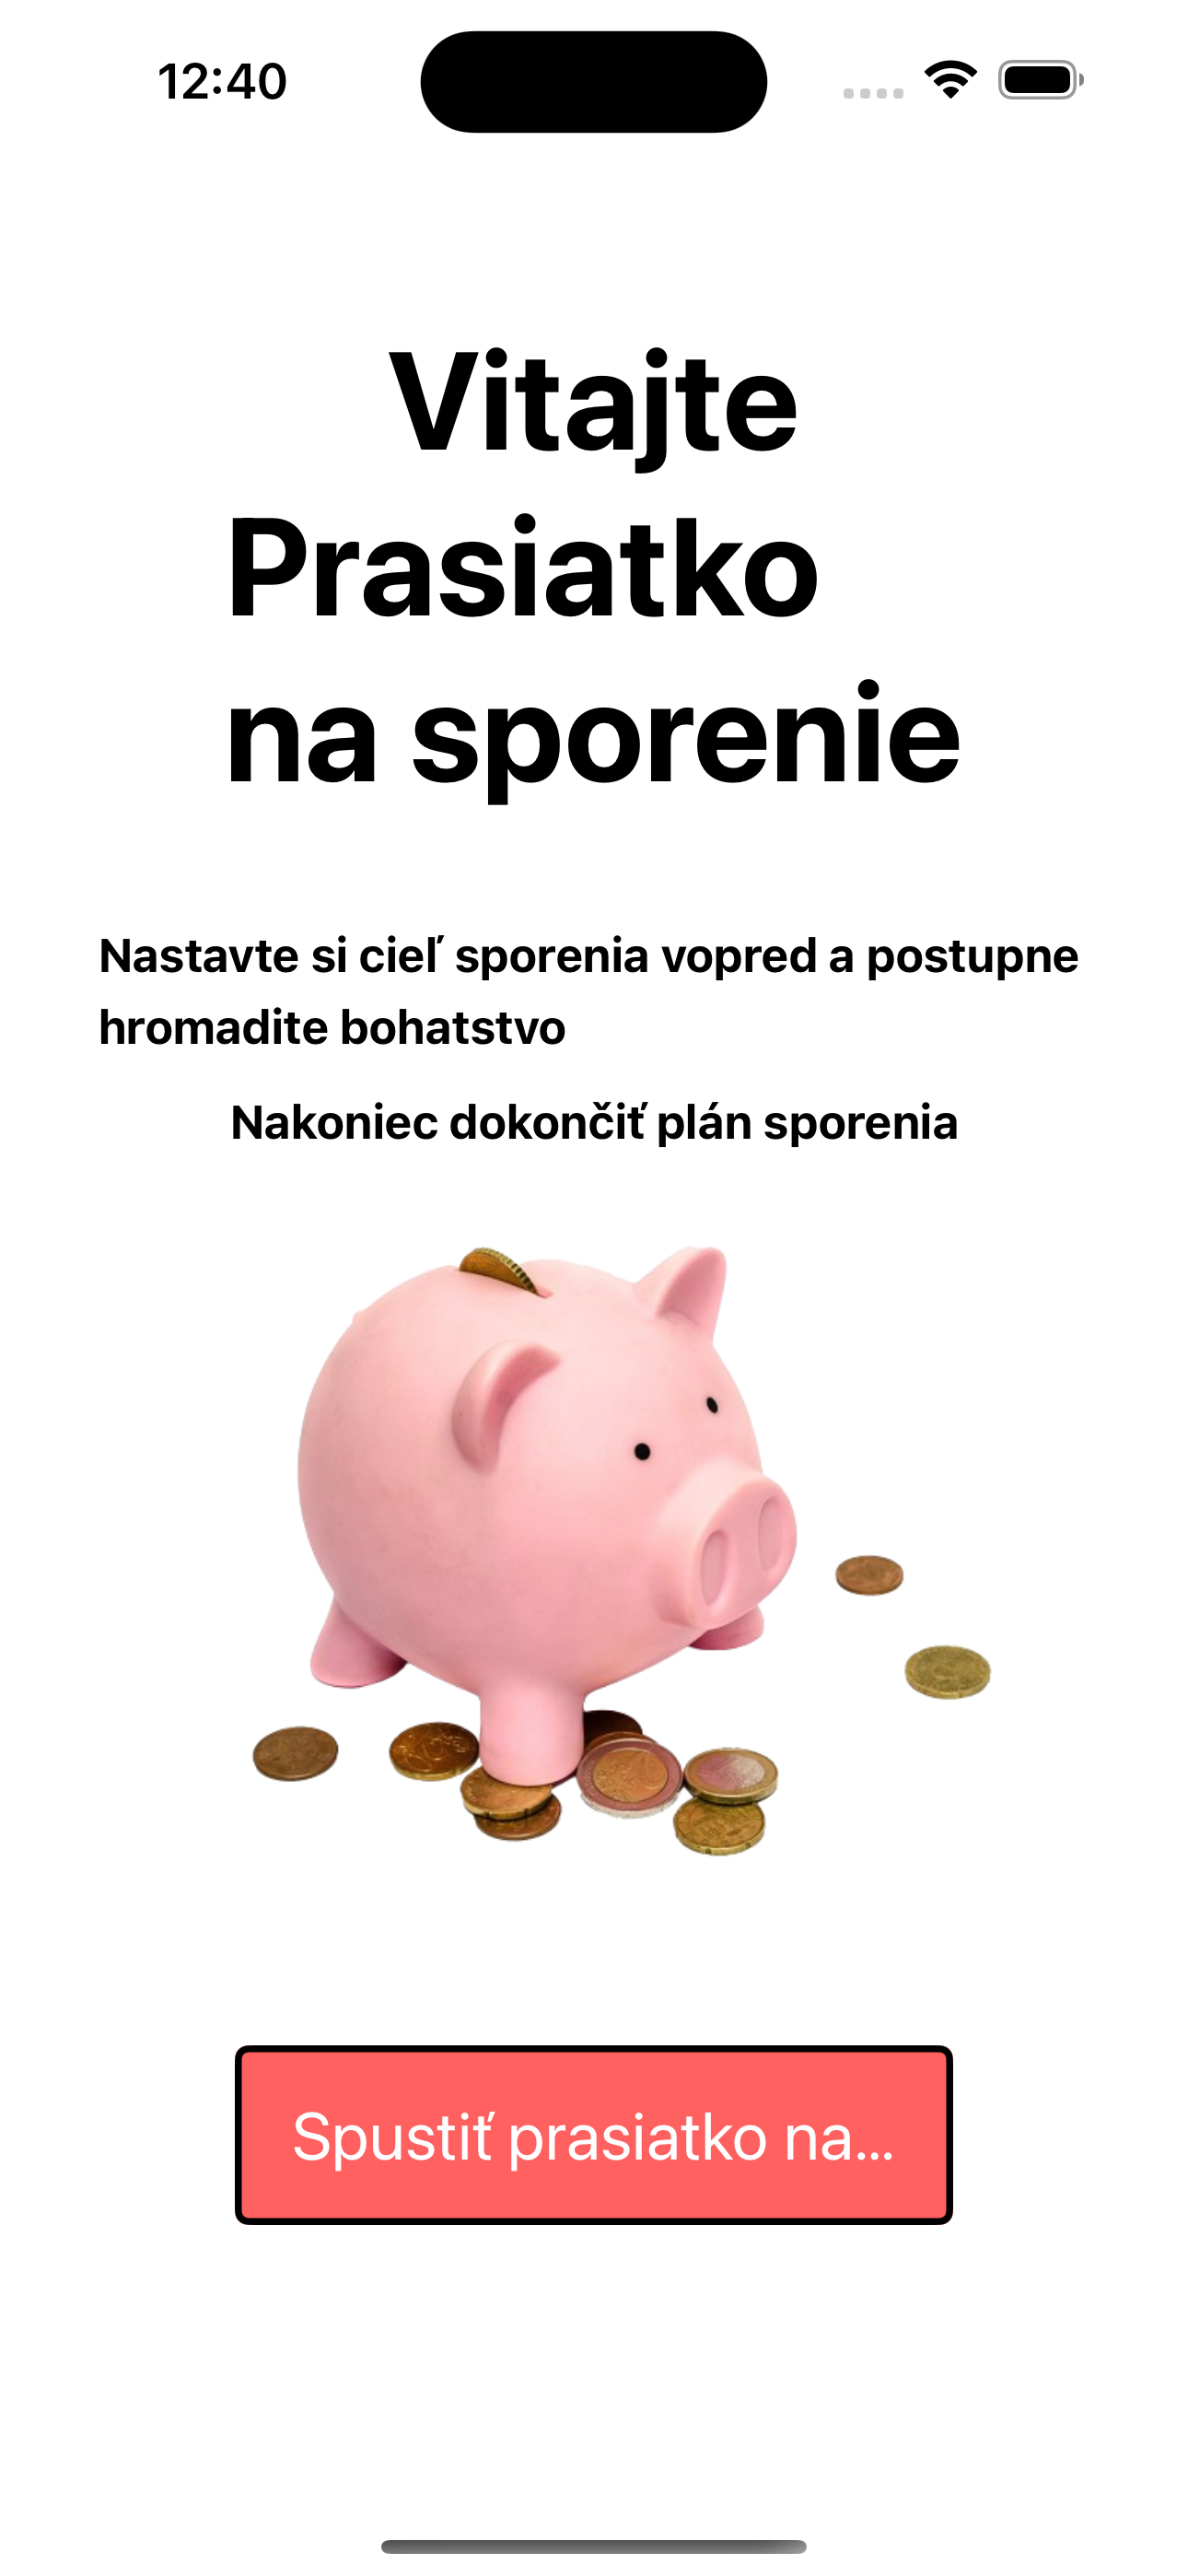 12:40
Vitajte
Prasiatko
na sporenie
Nastavte si cieľ sporenia vopred a postupne
hromadite bohatstvo
Nakoniec dokončiť plán sporenia
Spustiť prasiatko na...